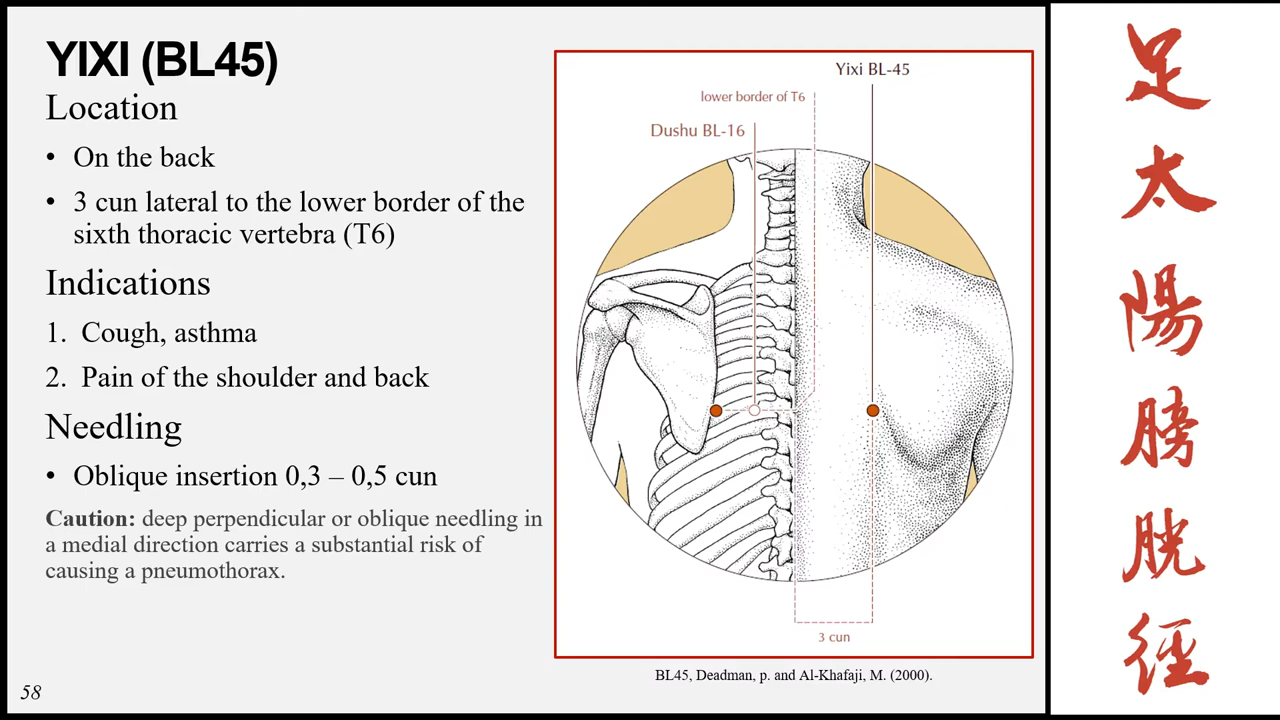 YIXI (BL45)
Location
• On the back
• 3 cun lateral to the lower border of the
sixth thoracic vertebra (T6)
Indications
1. Cough, asthma
2. Pain of the shoulder and back
Needling
• Oblique insertion 0,3 – 0,5 cun
Caution: deep perpendicular or oblique needling in
a medial direction carries a substantial risk of
causing a pneumothorax.
58
Yixi BL-45
lower border of T6
Dushu BL-16
3 cun
BL45, Deadman, p. and Al-Khafaji, M. (2000).
足
太
陽
膀
胱
徑